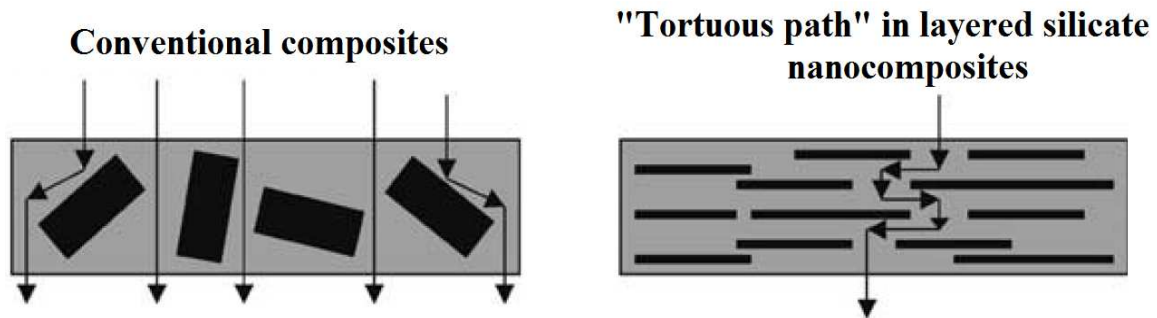 Conventional composites
"Tortuous path" in layered silicate
nanocomposites